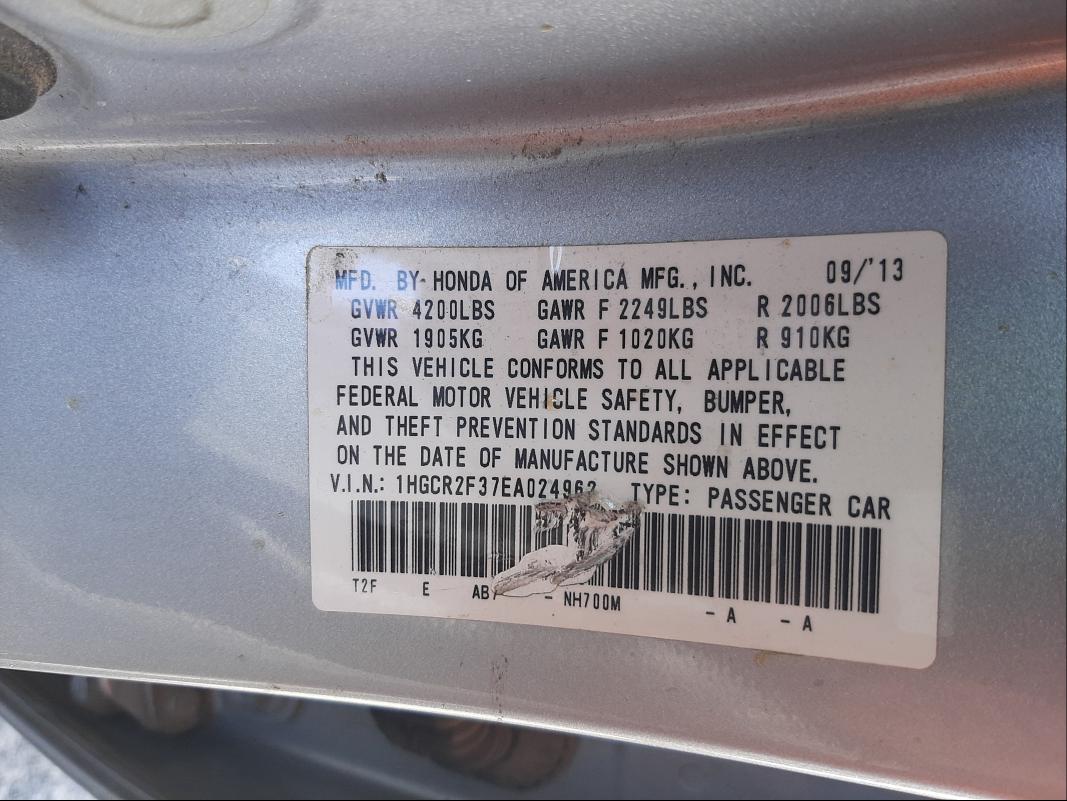 MFD. BY HONDA OF AMERICA MFG., INC. 09/'13
GVWR 4200LBS GAWR F 2249LBS R 2006LBS
GVWR 1905KG GAWR F 1020KG R 910KG
THIS VEHICLE CONFORMS TO ALL APPLICABLE
FEDERAL MOTOR VEHICLE SAFETY, BUMPER,
AND THEFT PREVENTION STANDARDS IN EFFECT
ON THE DATE OF MANUFACTURE SHOWN ABOVE.
V.I.N.: 1HGCR2F37EA024962 TYPE: PASSENGER CAR
T2F E - NH700M - A - A